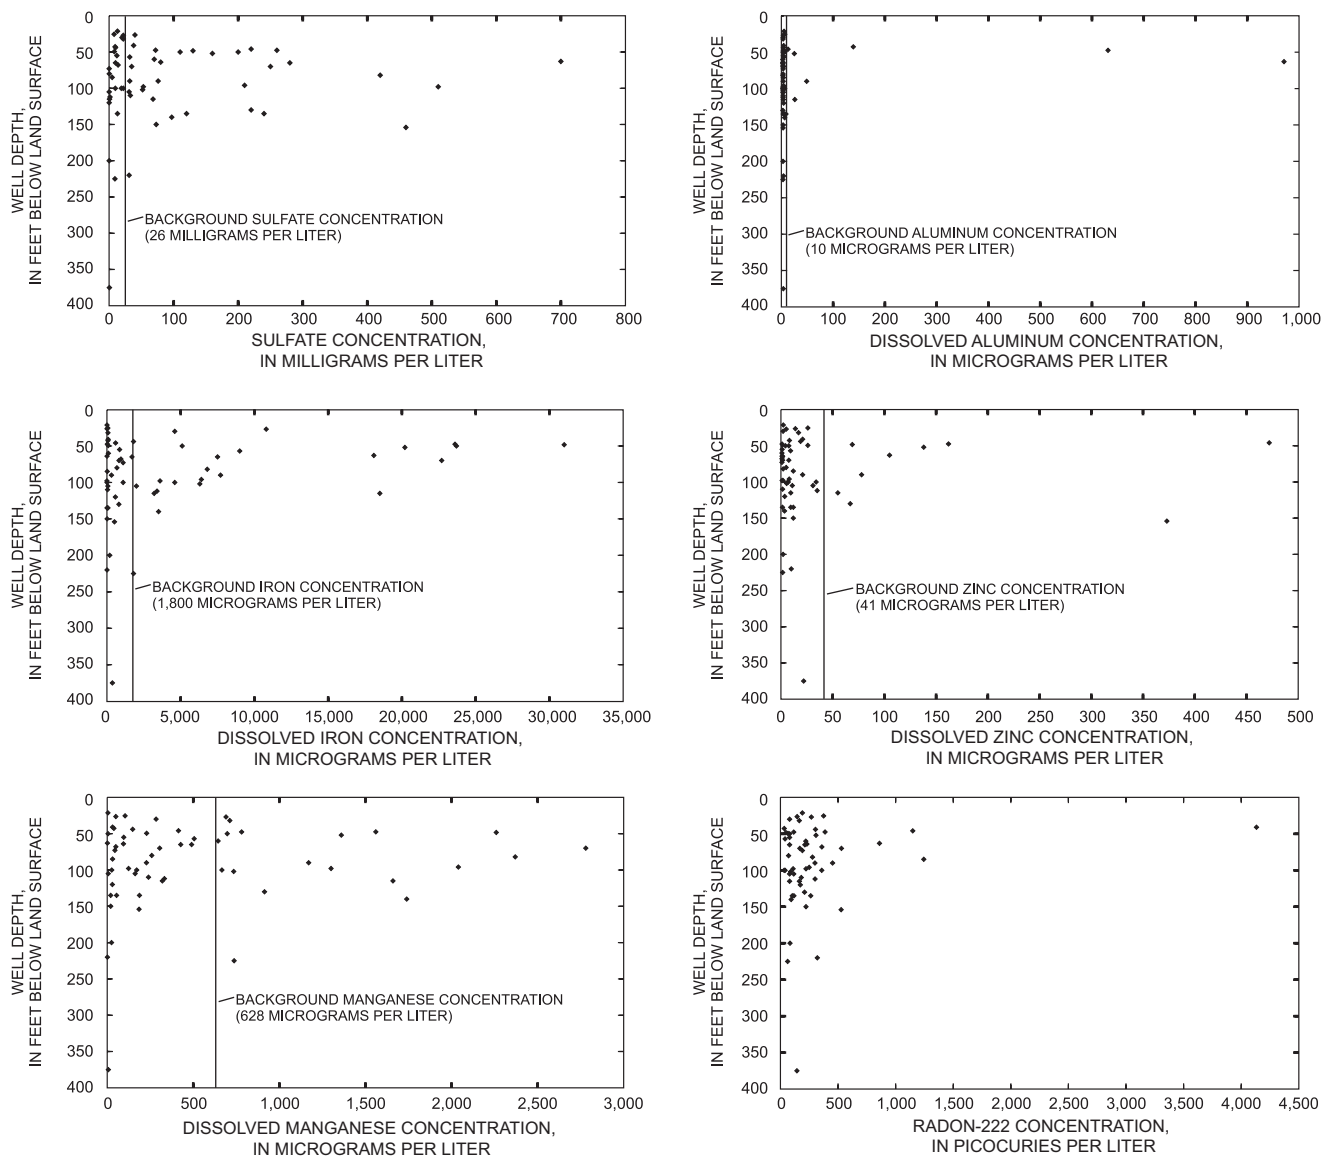 WELL DEPTH,
IN FEET BELOW LAND SURFACE
0
50
100
150
200
250
300
350
400
BACKGROUND SULFATE CONCENTRATION
(26 MILLIGRAMS PER LITER)
0 100 200 300 400 500 600 700 800
SULFATE CONCENTRATION,
IN MILLIGRAMS PER LITER
WELL DEPTH,
IN FEET BELOW LAND SURFACE
0
50
100
150
200
250
300
350
400
BACKGROUND ALUMINUM CONCENTRATION
(10 MICROGRAMS PER LITER)
0 100 200 300 400 500 600 700 800 900 1,000
DISSOLVED ALUMINUM CONCENTRATION,
IN MICROGRAMS PER LITER
WELL DEPTH,
IN FEET BELOW LAND SURFACE
0
50
100
150
200
250
300
350
400
BACKGROUND IRON CONCENTRATION
(1,800 MICROGRAMS PER LITER)
0 5,000 10,000 15,000 20,000 25,000 30,000 35,000
DISSOLVED IRON CONCENTRATION,
IN MICROGRAMS PER LITER
WELL DEPTH,
IN FEET BELOW LAND SURFACE
0
50
100
150
200
250
300
350
400
BACKGROUND ZINC CONCENTRATION
(41 MICROGRAMS PER LITER)
0 50 100 150 200 250 300 350 400 450 500
DISSOLVED ZINC CONCENTRATION,
IN MICROGRAMS PER LITER
WELL DEPTH,
IN FEET BELOW LAND SURFACE
0
50
100
150
200
250
300
350
400
BACKGROUND MANGANESE CONCENTRATION
(628 MICROGRAMS PER LITER)
0 500 1,000 1,500 2,000 2,500 3,000
DISSOLVED MANGANESE CONCENTRATION,
IN MICROGRAMS PER LITER
WELL DEPTH,
IN FEET BELOW LAND SURFACE
0
50
100
150
200
250
300
350
400
0 500 1,000 1,500 2,000 2,500 3,000 3,500 4,000 4,500
RADON-222 CONCENTRATION,
IN PICOCURIES PER LITER